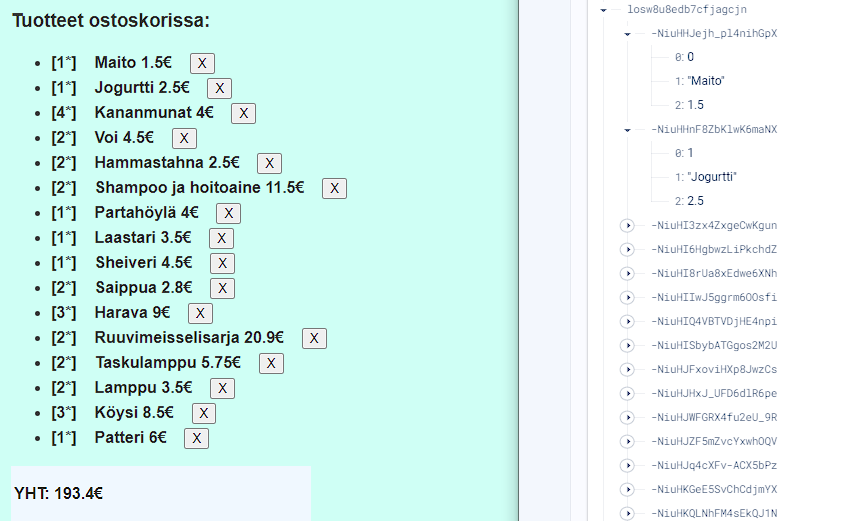 Tuotteet ostoskorissa:
[1*] Maito 1.5€ X
[1*] Jogurtti 2.5€ X
[4*] Kananmunat 4€ X
[2*] Voi 4.5€ X
[2*] Hammastahna 2.5€ X
[2*] Shampoo ja hoitoaine 11.5€ X
[1*] Partahöylä 4€ X
[1*] Laastari 3.5€ X
[1*] Sheiveri 4.5€ X
[2*] Saippua 2.8€ X
[3*] Harava 9€ X
[2*] Ruuvimeisselisarja 20.9€ X
[2*] Taskulamppu 5.75€ X
[2*] Lamppu 3.5€ X
[3*] Köysi 8.5€ X
[1*] Patteri 6€ X
YHT: 193.4€
losw8u8edb7cfjagcjn
-NiuHHJejh_pl4nihGpX
0: 0
1: "Maito"
2: 1.5
-NiuHHnF8ZbKlwK6maNX
0: 1
1: "Jogurtti"
2: 2.5
-NiuHI3zx4ZxgeCwKgun
-NiuHI6HgbwzLiPkchdZ
-NiuHI8rUa8xEdwe6XNh
-NiuHIIwJ5ggrm6OOsfi
-NiuHIQ4VBTVDjHE4npi
-NiuHISbybATGgos2M2U
-NiuHJFxoviHXp8JwzCs
-NiuHJHxJ_UFD6dlR6pe
-NiuHJWFGRX4fu2eU_9R
-NiuHJZF5mZvcYxwhOQV
-NiuHJq4cXFv-ACX5bPz
-NiuHKGeE5SvChCdjmYX
-NiuHKQLNhFM4sEkQJ1N